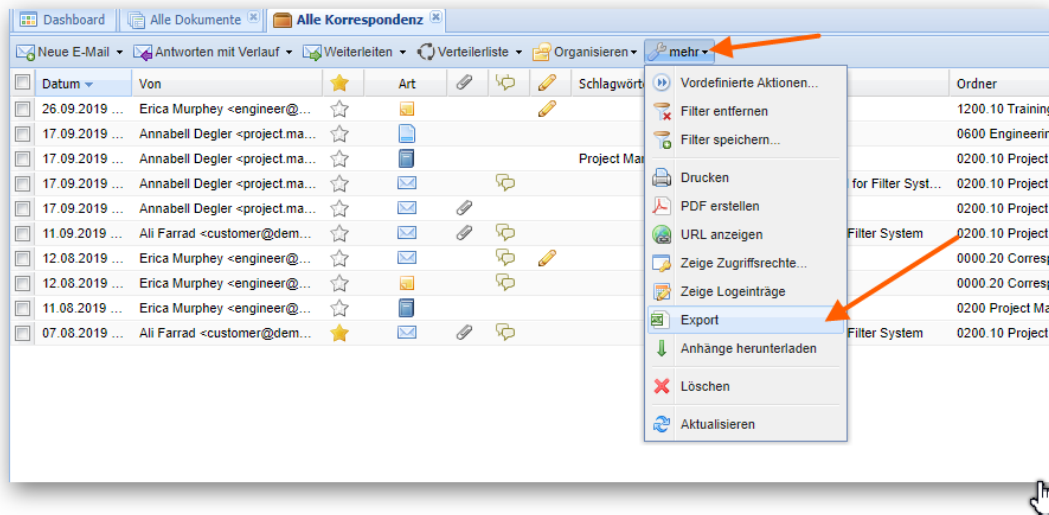 Dashboard Alle Dokumente Alle Korrespondenz
Neue E-Mail Antworten mit Verlauf Weiterleiten Verteilerliste Organisieren mehr
Datum Von Art Schlagwört Ordner
26.09.2019 ... Erica Murphey <engineer@... 1200.10 Training
17.09.2019 ... Annabell Degler <project.ma... 0600 Engineerin
17.09.2019 ... Annabell Degler <project.ma... Project Ma 0200.10 Project
17.09.2019 ... Annabell Degler <project.ma... for Filter Syst... 0200.10 Project
17.09.2019 ... Annabell Degler <project.ma... 0200.10 Project
11.09.2019 ... Ali Farrad <customer@dem... Filter System 0200.10 Project
12.08.2019 ... Erica Murphey <engineer@... 0000.20 Corresp
12.08.2019 ... Erica Murphey <engineer@... 0000.20 Corresp
11.08.2019 ... Erica Murphey <engineer@... 0200 Project Ma
07.08.2019 ... Ali Farrad <customer@dem... Filter System 0200.10 Project
Vordefinierte Aktionen...
Filter entfernen
Filter speichern...
Drucken
PDF erstellen
URL anzeigen
Zeige Zugriffsrechte...
Zeige Logeinträge
Export
Anhänge herunterladen
Löschen
Aktualisieren